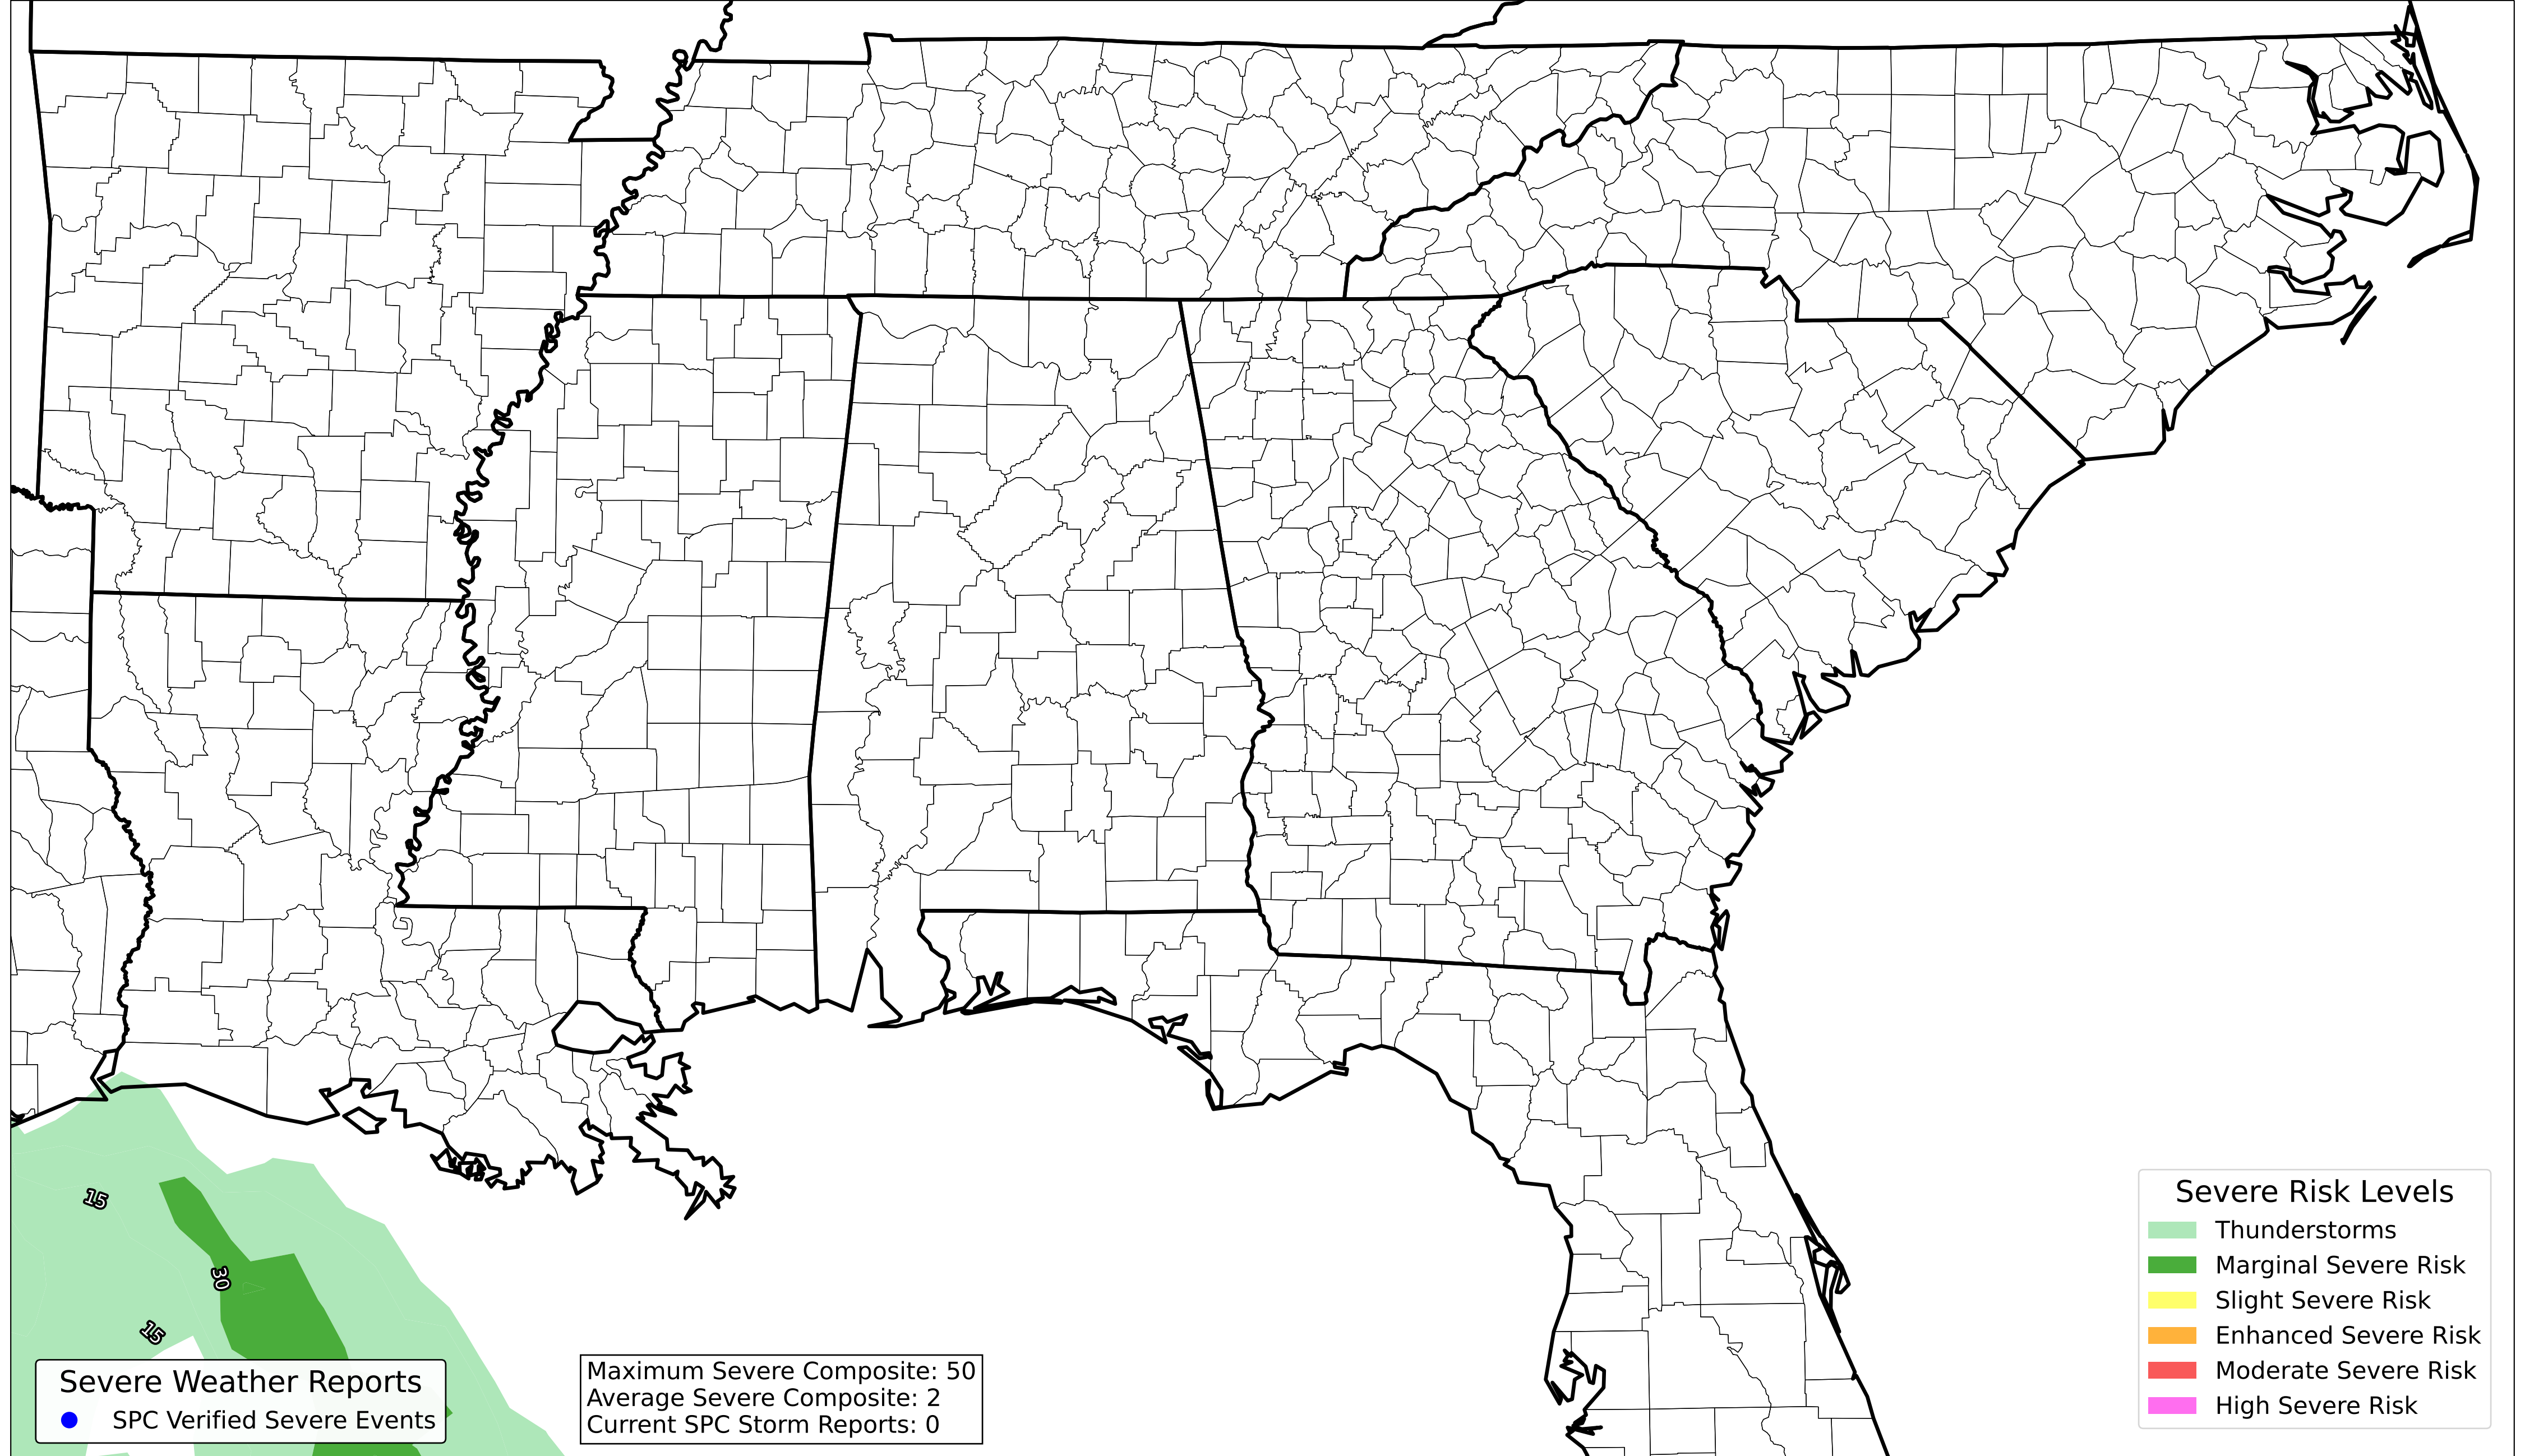 15
30
15
Severe Weather Reports
SPC Verified Severe Events
Maximum Severe Composite: 50
Average Severe Composite: 2
Current SPC Storm Reports: 0
Severe Risk Levels
Thunderstorms
Marginal Severe Risk
Slight Severe Risk
Enhanced Severe Risk
Moderate Severe Risk
High Severe Risk